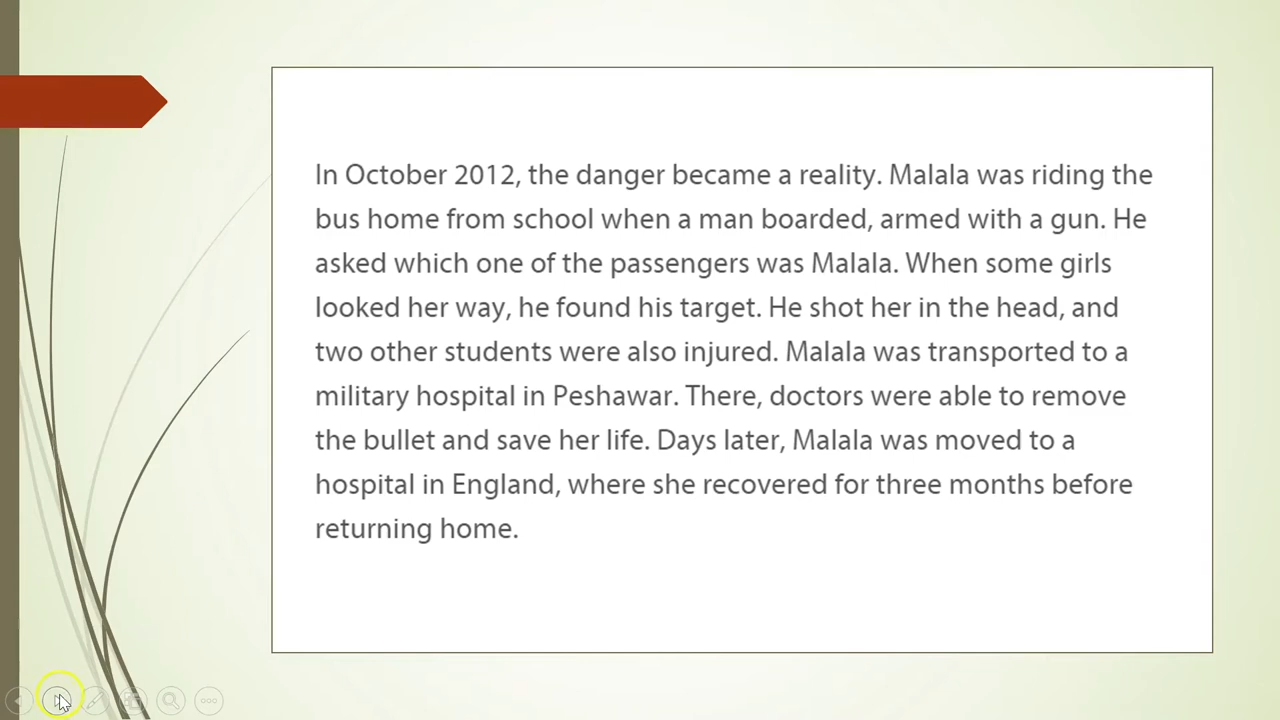 In October 2012, the danger became a reality. Malala was riding the
bus home from school when a man boarded, armed with a gun. He
asked which one of the passengers was Malala. When some girls
looked her way, he found his target. He shot her in the head, and
two other students were also injured. Malala was transported to a
military hospital in Peshawar. There, doctors were able to remove
the bullet and save her life. Days later, Malala was moved to a
hospital in England, where she recovered for three months before
returning home.